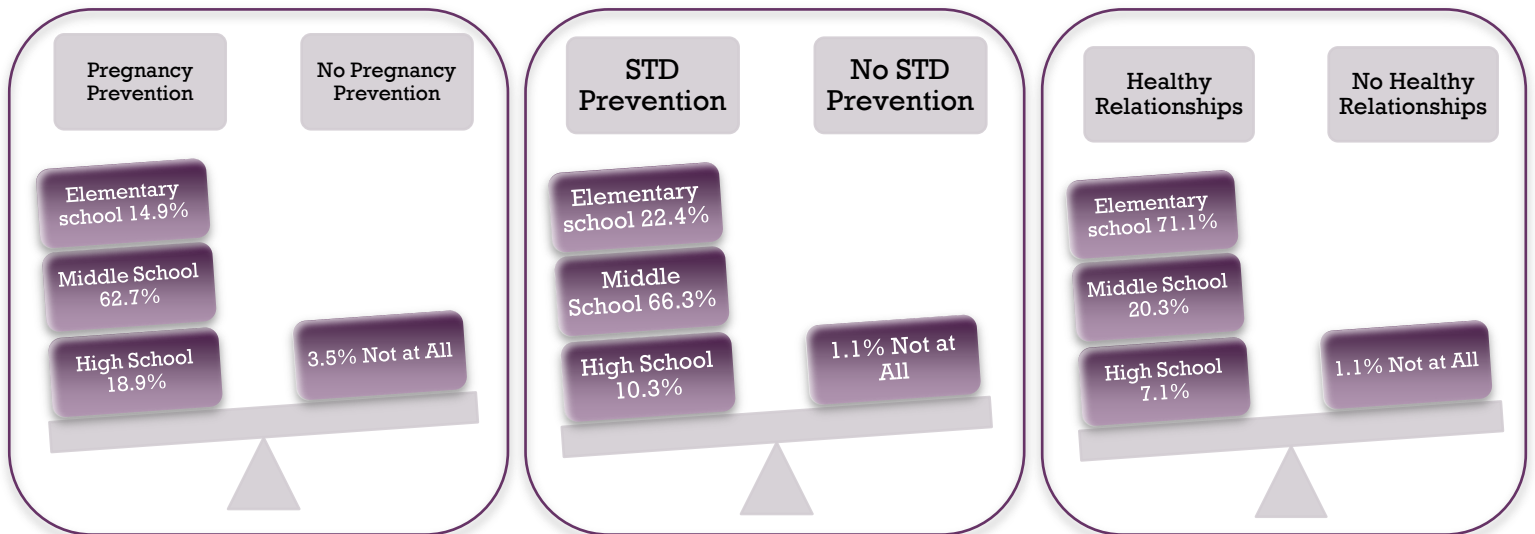 Pregnancy
Prevention
No Pregnancy
Prevention
Elementary
school 14.9%
Middle School
62.7%
High School
18.9%
3.5% Not at All
STD
Prevention
No STD
Prevention
Elementary
school 22.4%
Middle
School 66.3%
High School
10.3%
1.1% Not at
All
Healthy
Relationships
No Healthy
Relationships
Elementary
school 71.1%
Middle School
20.3%
High School
7.1%
1.1% Not at All